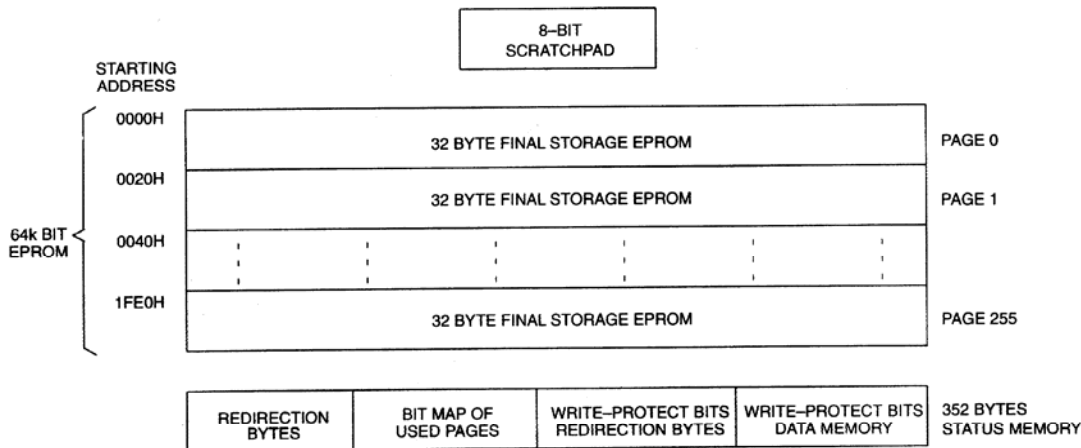 8–BIT
SCRATCHPAD
STARTING
ADDRESS
0000H
32 BYTE FINAL STORAGE EPROM
PAGE 0
0020H
32 BYTE FINAL STORAGE EPROM
PAGE 1
64k BIT
EPROM
0040H
1FE0H
32 BYTE FINAL STORAGE EPROM
PAGE 255
REDIRECTION
BYTES
BIT MAP OF
USED PAGES
WRITE–PROTECT BITS
REDIRECTION BYTES
WRITE–PROTECT BITS
DATA MEMORY
352 BYTES
STATUS MEMORY